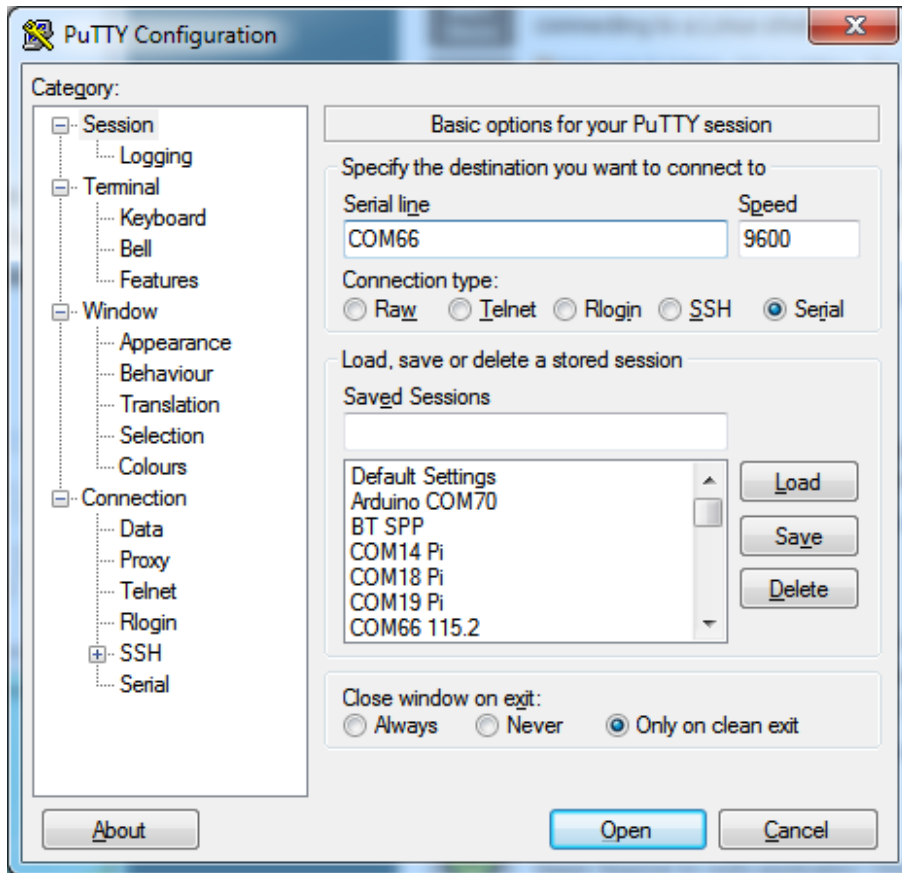 PuTTY Configuration
Category:
Session
Logging
Terminal
Keyboard
Bell
Features
Window
Appearance
Behaviour
Translation
Selection
Colours
Connection
Data
Proxy
Telnet
Rlogin
SSH
Serial
Basic options for your PuTTY session
Specify the destination you want to connect to
Serial line Speed
COM66 9600
Connection type:
Raw Telnet Rlogin SSH Serial
Load, save or delete a stored session
Saved Sessions
Default Settings
Arduino COM70
BT SPP
COM14 Pi
COM18 Pi
COM19 Pi
COM66 115.2
Load
Save
Delete
Close window on exit:
Always Never Only on clean exit
About Open Cancel